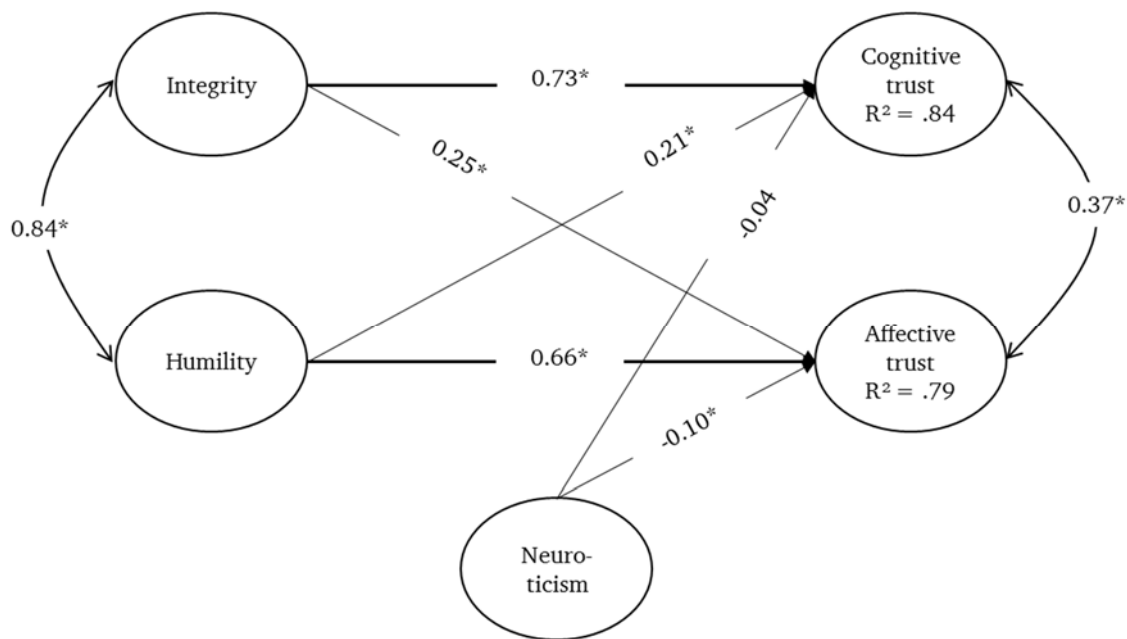 Integrity
0.73*
Cognitive
trust
R² = .84
0.25*
0.21*
-0.04
0.84*
0.37*
Humility
0.66*
Affective
trust
R² = .79
-0.10*
Neuro-
ticism